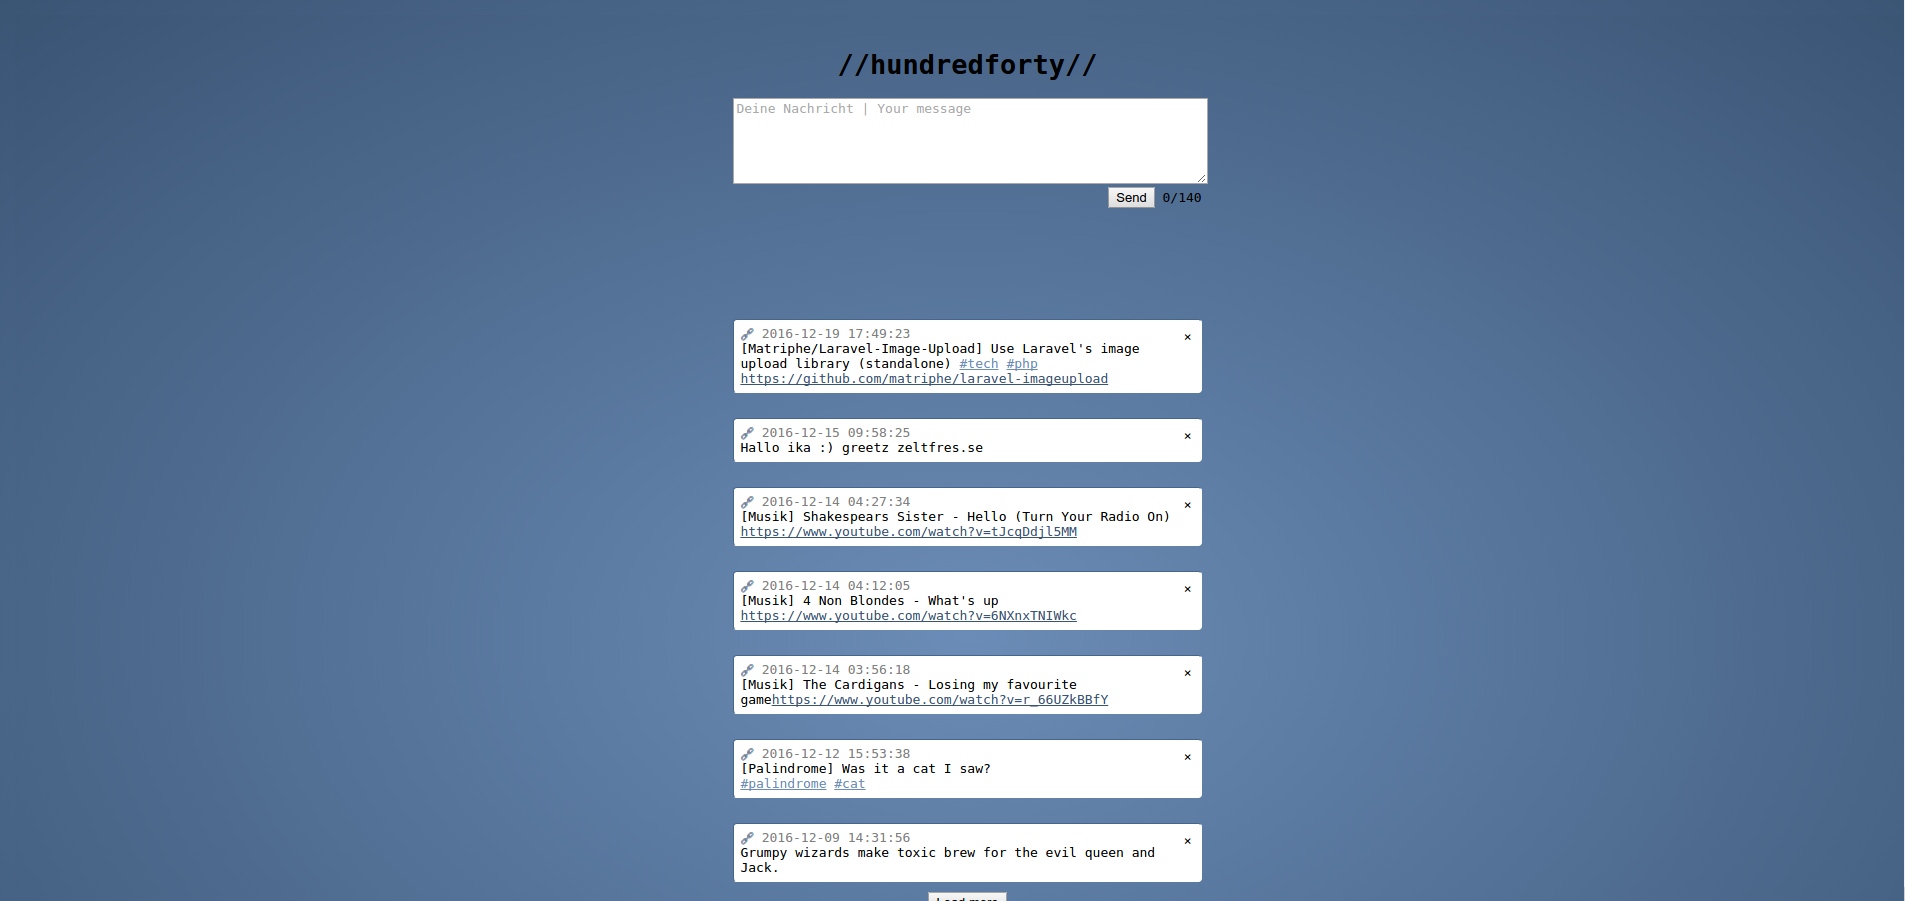 //hundredforty//
Deine Nachricht | Your message
Send 0/140
2016-12-19 17:49:23 ×
[Matriphe/Laravel-Image-Upload] Use Laravel's image
upload library (standalone) #tech #php
https://github.com/matriphe/laravel-imageupload
2016-12-15 09:58:25 ×
Hallo ika :) greetz zeltfres.se
2016-12-14 04:27:34 ×
[Musik] Shakespears Sister - Hello (Turn Your Radio On)
https://www.youtube.com/watch?v=tJcqDdjl5MM
2016-12-14 04:12:05 ×
[Musik] 4 Non Blondes - What's up
https://www.youtube.com/watch?v=6NXnxTNIWkc
2016-12-14 03:56:18 ×
[Musik] The Cardigans - Losing my favourite
gamehttps://www.youtube.com/watch?v=r_66UZkBBfY
2016-12-12 15:53:38 ×
[Palindrome] Was it a cat I saw?
#palindrome #cat
2016-12-09 14:31:56 ×
Grumpy wizards make toxic brew for the evil queen and
Jack.
Load more